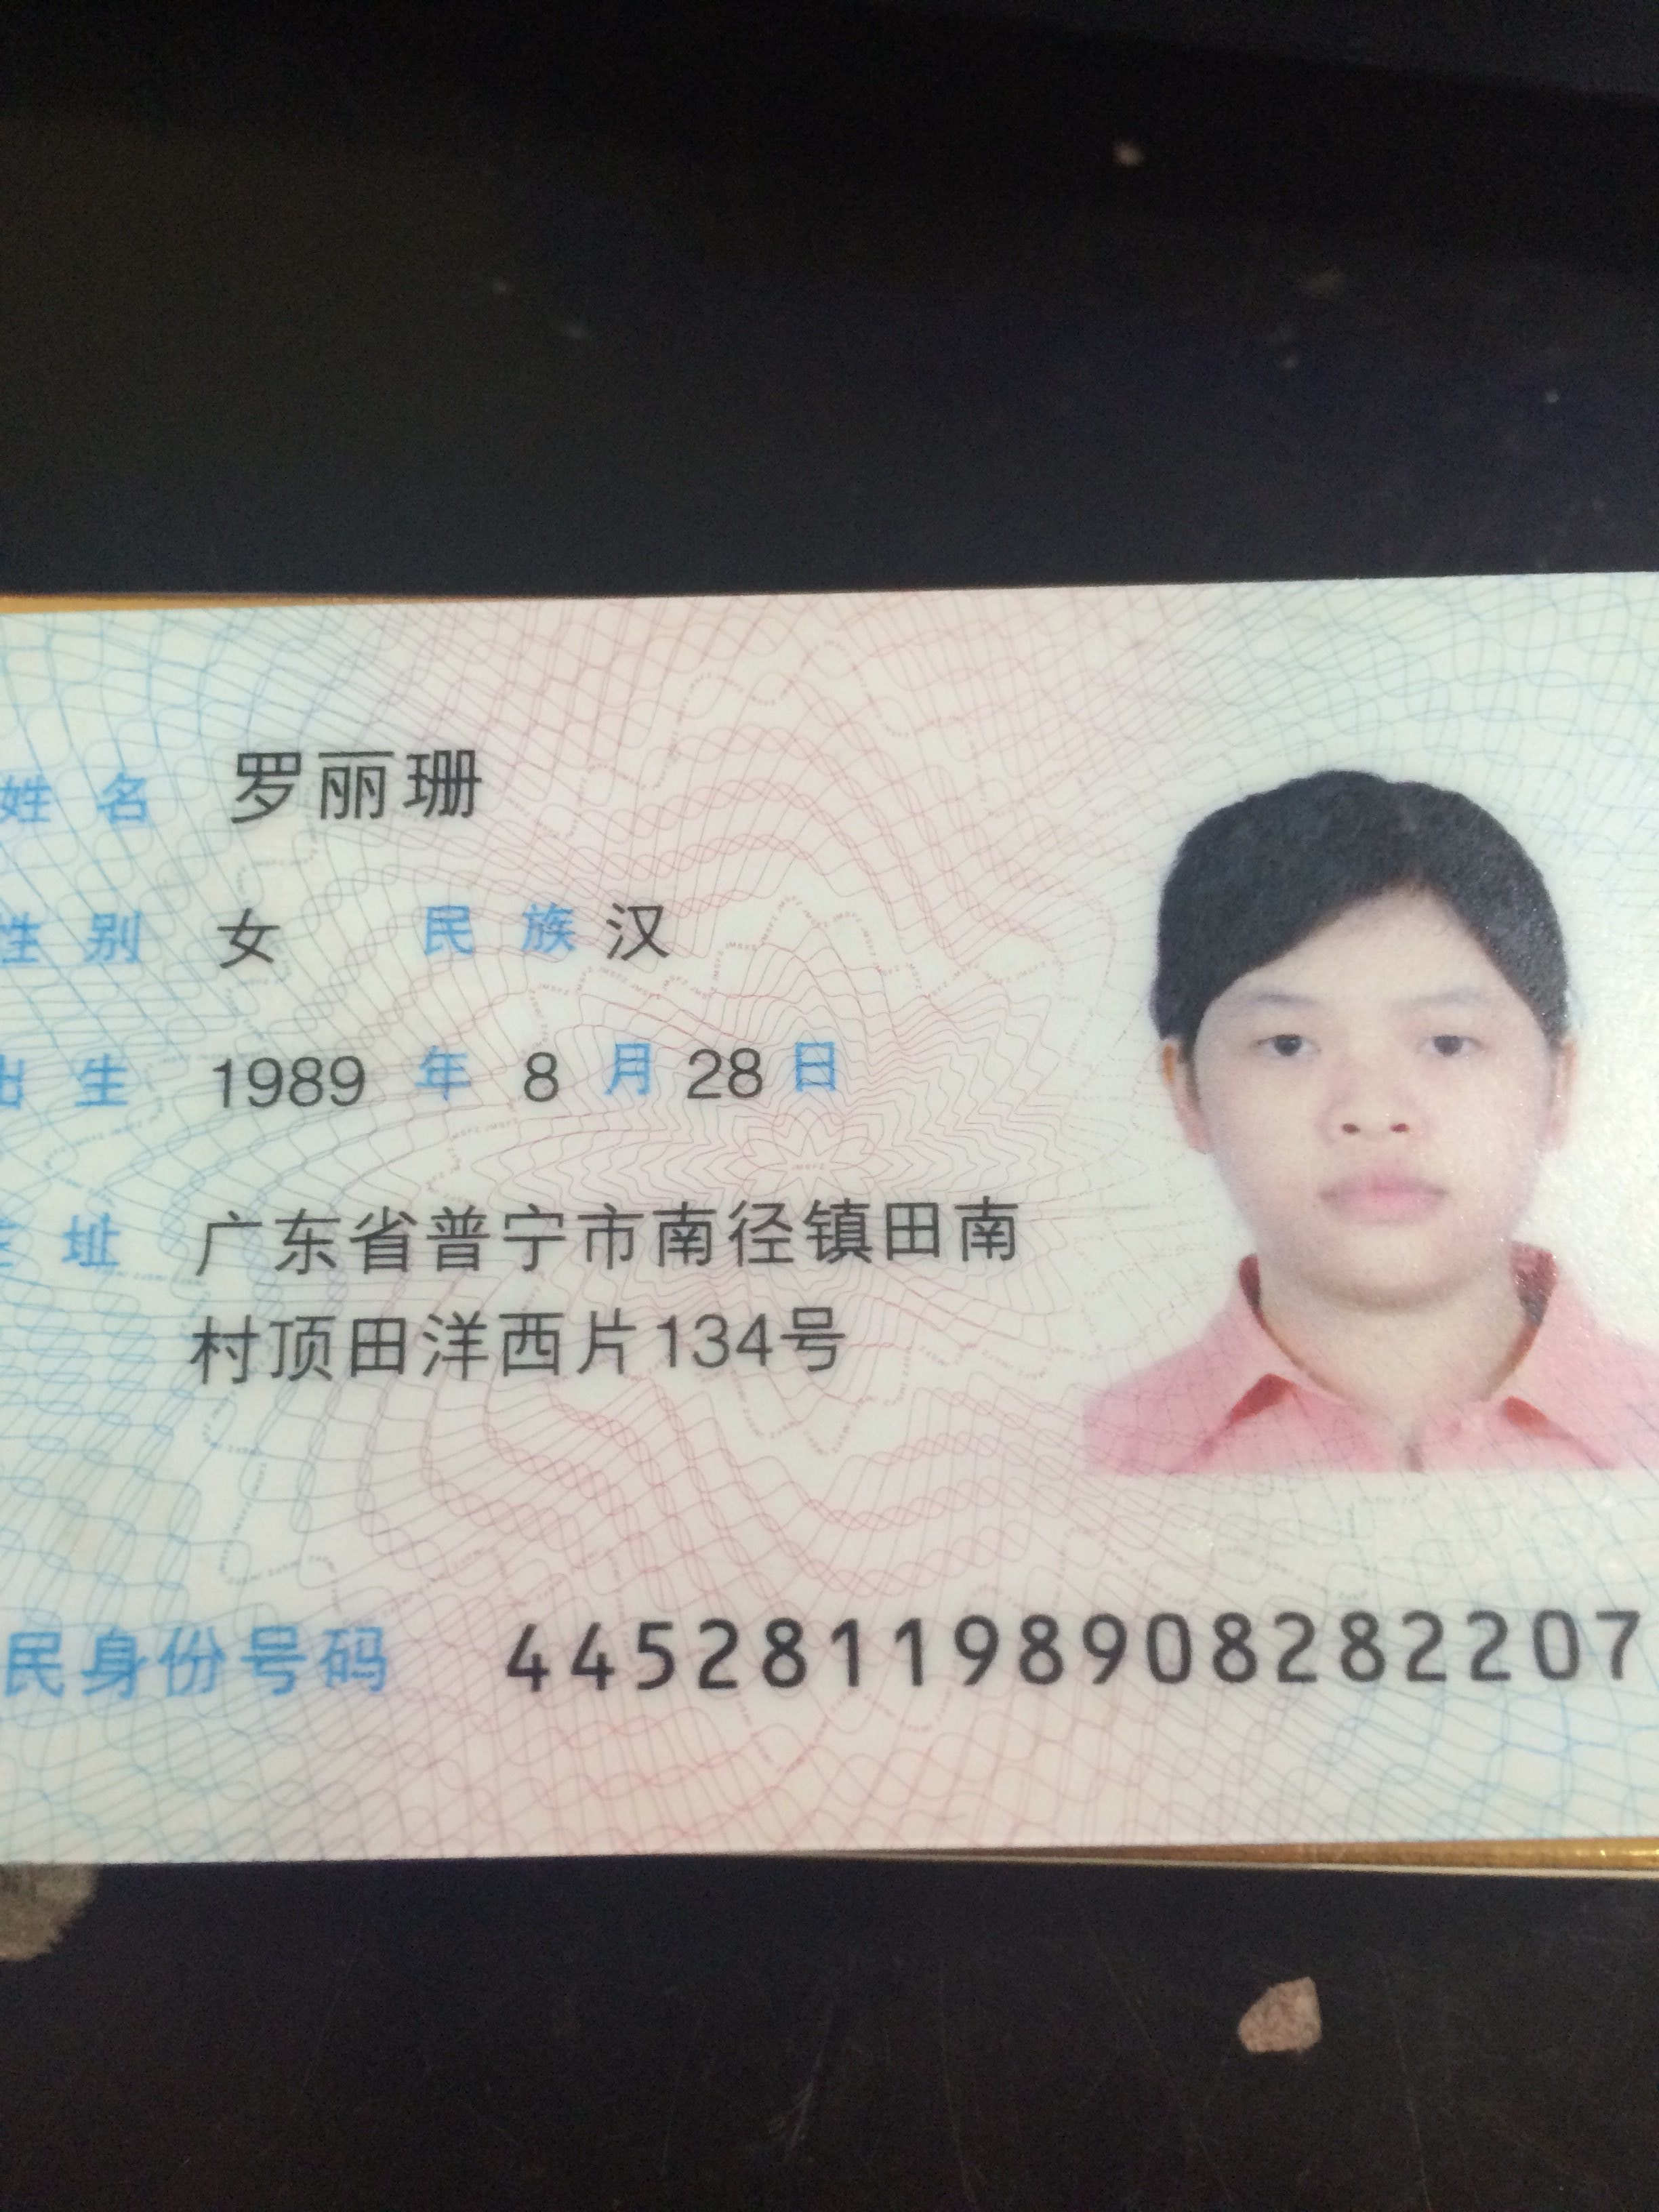 姓名 罗丽珊
性别 女 民族 汉
出生 1989 年 8 月 28 日
住址 广东省普宁市南径镇田南
村顶田洋西片134号
民身份号码 445281198908282207